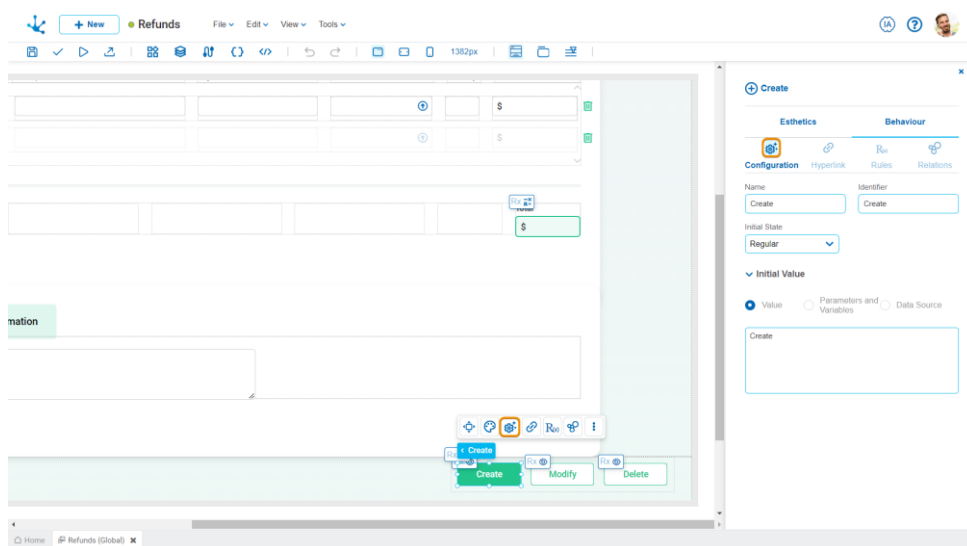 + New
Refunds
File
Edit
View
Tools
IA
?
1382px
Create
Esthetics
Behaviour
$
Configuration
Hyperlink
Rules
Relations
$
Name
Identifier
Create
Create
Rx
Total
$
Initial State
Regular
Initial Value
Value
Parameters and
Variables
Data Source
mation
Create
Create
Rx
Rx
Rx
Create
Modify
Delete
Home
Refunds (Global)